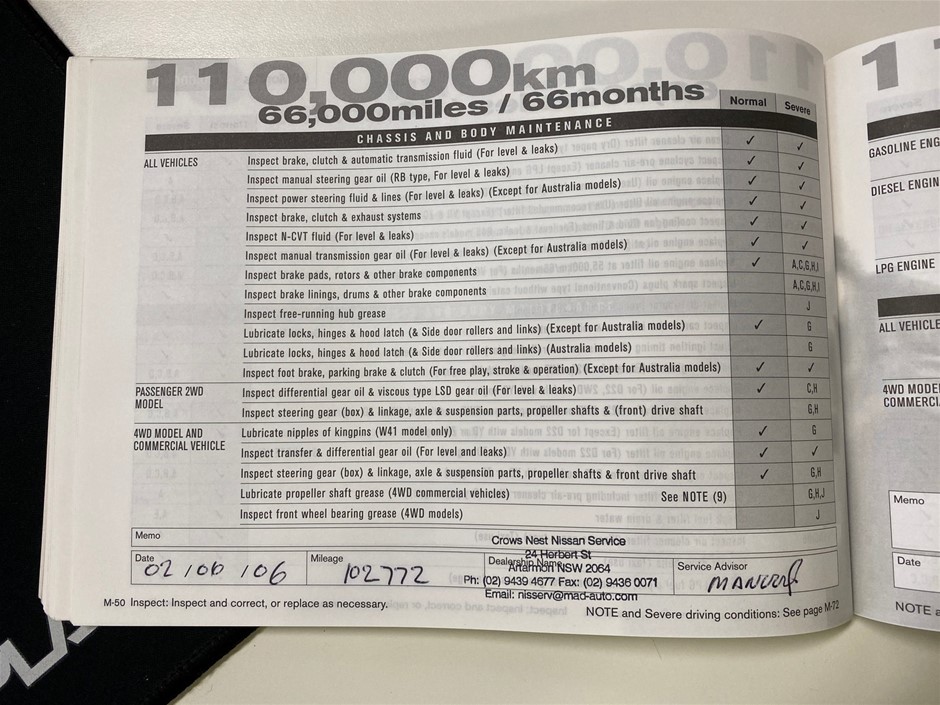 110,000km
66,000miles / 66months
Normal Severe
CHASSIS AND BODY MAINTENANCE
ALL VEHICLES Inspect brake, clutch & automatic transmission fluid (For level & leaks) ✓ ✓
Inspect manual steering gear oil (RB type, For level & leaks) ✓ ✓
Inspect power steering fluid & lines (For level & leaks) (Except for Australia models) ✓ ✓
Inspect brake, clutch & exhaust systems ✓ ✓
Inspect N-CVT fluid (For level & leaks) ✓ ✓
Inspect manual transmission gear oil (For level & leaks) (Except for Australia models) ✓ ✓
Inspect brake pads, rotors & other brake components ✓ A,C,G,H,I
Inspect brake linings, drums & other brake components A,C,G,H,I
Inspect free-running hub grease J
Lubricate locks, hinges & hood latch (& Side door rollers and links) (Except for Australia models) ✓ G
Lubricate locks, hinges & hood latch (& Side door rollers and links) (Australia models) G
Inspect foot brake, parking brake & clutch (For free play, stroke & operation) (Except for Australia models) ✓ ✓
PASSENGER 2WD MODEL Inspect differential gear oil & viscous type LSD gear oil (For level & leaks) ✓ C,H
Inspect steering gear (box) & linkage, axle & suspension parts, propeller shafts & (front) drive shaft G,H
4WD MODEL AND COMMERCIAL VEHICLE Lubricate nipples of kingpins (W41 model only) ✓ G
Inspect transfer & differential gear oil (For level and leaks) ✓ ✓
Inspect steering gear (box) & linkage, axle & suspension parts, propeller shafts & front drive shaft ✓ G,H
Lubricate propeller shaft grease (4WD commercial vehicles) See NOTE (9) G,H,J
Inspect front wheel bearing grease (4WD models) J
Memo
Crows Nest Nissan Service
24 Herbert St
Artarmon NSW 2064
Ph: (02) 9439 4677 Fax: (02) 9436 0071
Email: nisserv@mad-auto.com
Date
Mileage 102772
Dealership Name
Service Advisor
M-50 Inspect: Inspect and correct, or replace as necessary.
NOTE and Severe driving conditions: See page M-72
GASOLINE ENG
DIESEL ENGIN
LPG ENGINE
ALL VEHICLE
4WD MODE
COMMERCI
Memo
Date
NOTE a